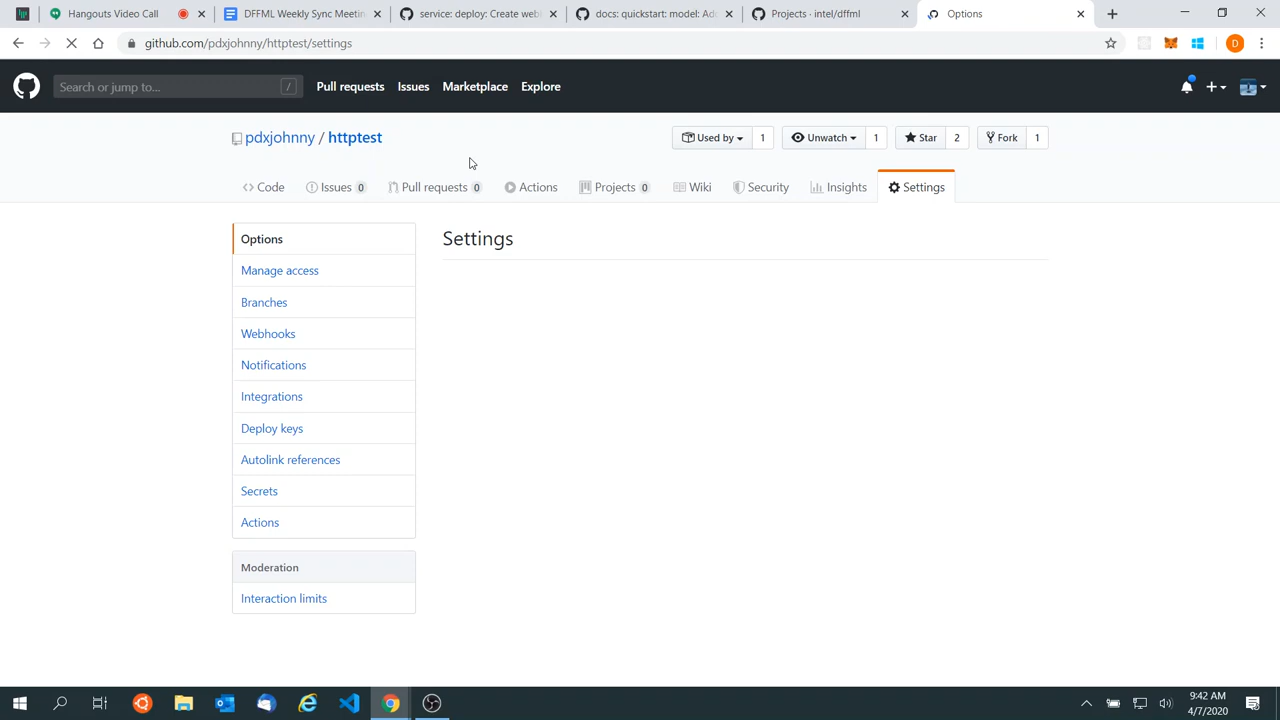 Hangouts Video Call
DFFML Weekly Sync Meetin
service:deploy: Create web
docs: quickstart: model: Ad
Projects · intel/dffml
Options
github.com/pdxjohnny/httptest/settings
D
Search or jump to...
/
Pull requests
Issues
Marketplace
Explore
pdxjohnny / httptest
Used by 1
Unwatch 1
Star 2
Fork 1
Code
Issues 0
Pull requests 0
Actions
Projects 0
Wiki
Security
Insights
Settings
Options
Manage access
Branches
Webhooks
Notifications
Integrations
Deploy keys
Autolink references
Secrets
Actions
Moderation
Interaction limits
Settings
9:42 AM
4/7/2020